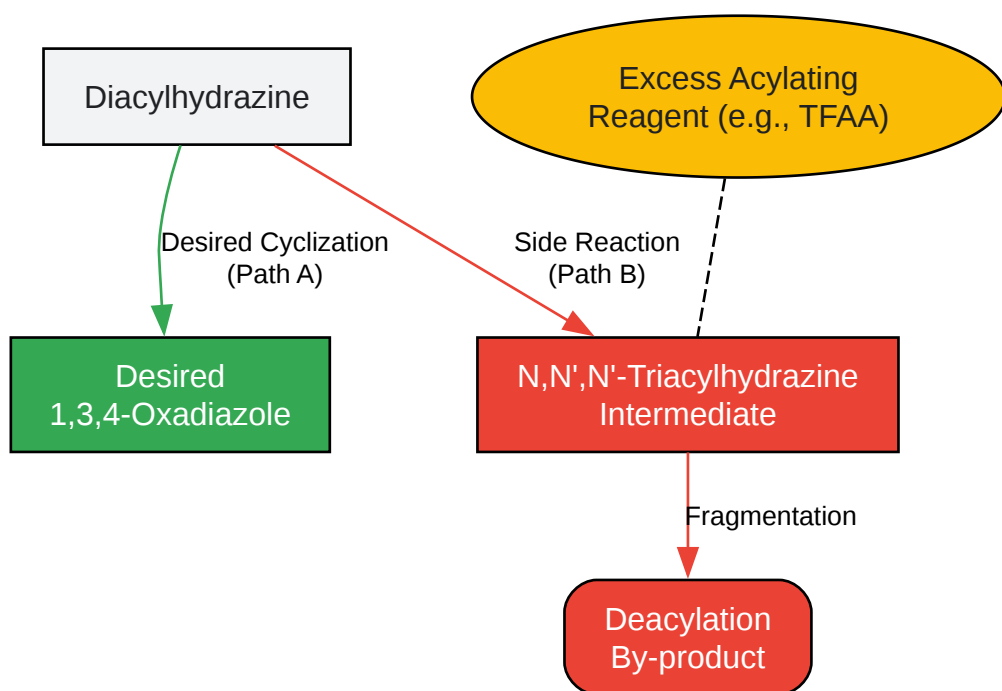 Diacylhydrazine
Excess Acylating
Reagent (e.g., TFAA)
Desired Cyclization
(Path A)
Side Reaction
(Path B)
Desired
1,3,4-Oxadiazole
N,N',N'-Triacylhydrazine
Intermediate
Fragmentation
Deacylation
By-product